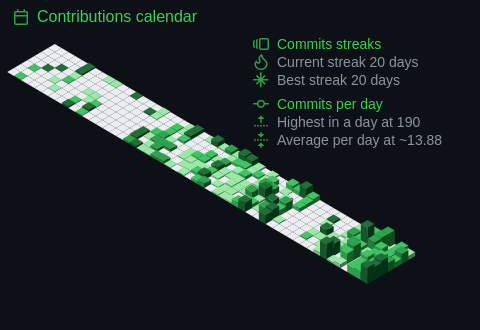 Contributions calendar
Commits streaks
Current streak 20 days
Best streak 20 days
Commits per day
Highest in a day at 190
Average per day at ~13.88